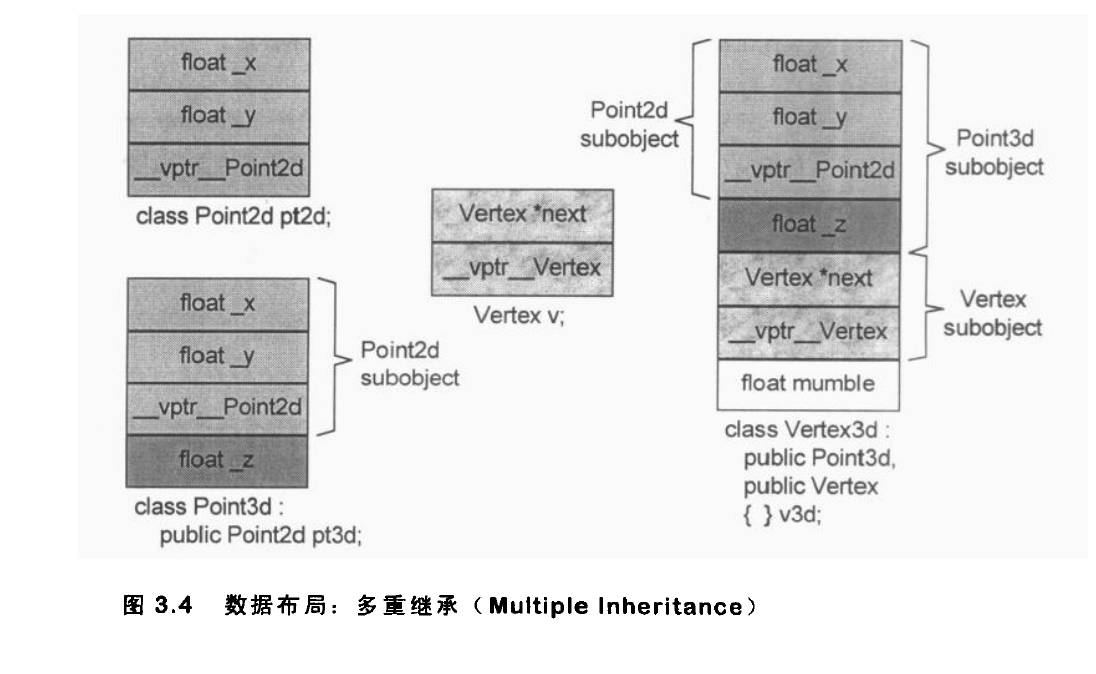 float _x
float _y
__vptr__Point2d
class Point2d pt2d;
float _x
float _y
__vptr__Point2d
float _z
Point2d
subobject
class Point3d :
public Point2d pt3d;
Vertex *next
__vptr__Vertex
Vertex v;
Point2d
subobject
float _x
float _y
__vptr__Point2d
float _z
Vertex *next
__vptr__Vertex
float mumble
Point3d
subobject
Vertex
subobject
class Vertex3d :
public Point3d,
public Vertex
{ } v3d;
图 3.4 数据布局：多重继承（Multiple Inheritance）